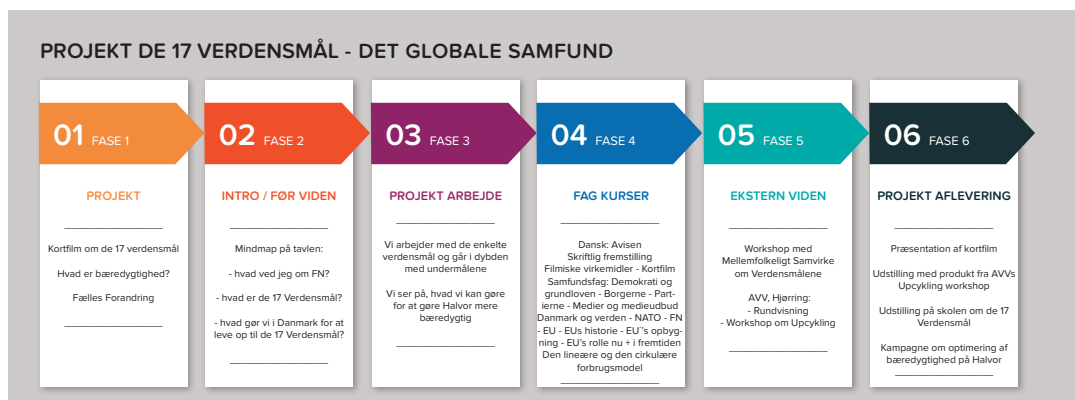 PROJEKT DE 17 VERDENSMÅL - DET GLOBALE SAMFUND
01 FASE 1
PROJEKT
Kortfilm om de 17 verdensmål
Hvad er bæredygtighed?
Fælles Forandring
02 FASE 2
INTRO / FØR VIDEN
Mindmap på tavlen:
- hvad ved jeg om FN?
- hvad er de 17 Verdensmål?
- hvad gør vi i Danmark for at
leve op til de 17 Verdensmål?
03 FASE 3
PROJEKT ARBEJDE
Vi arbejder med de enkelte
verdensmål og går i dybden
med undermålene
Vi ser på, hvad vi kan gøre
for at gøre Halvor mere
bæredygtig
04 FASE 4
FAG KURSER
Dansk: Avisen
Skriftlig fremstilling
Filmiske virkemidler - Kortfilm
Samfundsfag: Demokrati og
grundloven - Borgerne - Part-
ierne - Medier og medieudbud
Danmark og verden - NATO - FN
- EU - EUs historie - EU´'s opbyg-
ning - EU's rolle nu + i fremtiden
Den lineære og den cirkulære
forbrugsmodel
05 FASE 5
EKSTERN VIDEN
Workshop med
Mellemfolkeligt Samvirke
om Verdensmålene
AVV, Hjørring:
- Rundvisning
- Workshop om Upcykling
06 FASE 6
PROJEKT AFLEVERING
Præsentation af kortfilm
Udstilling med produkt fra AVVs
Upcykling workshop
Udstilling på skolen om de 17
Verdensmål
Kampagne om optimering af
bæredygtighed på Halvor